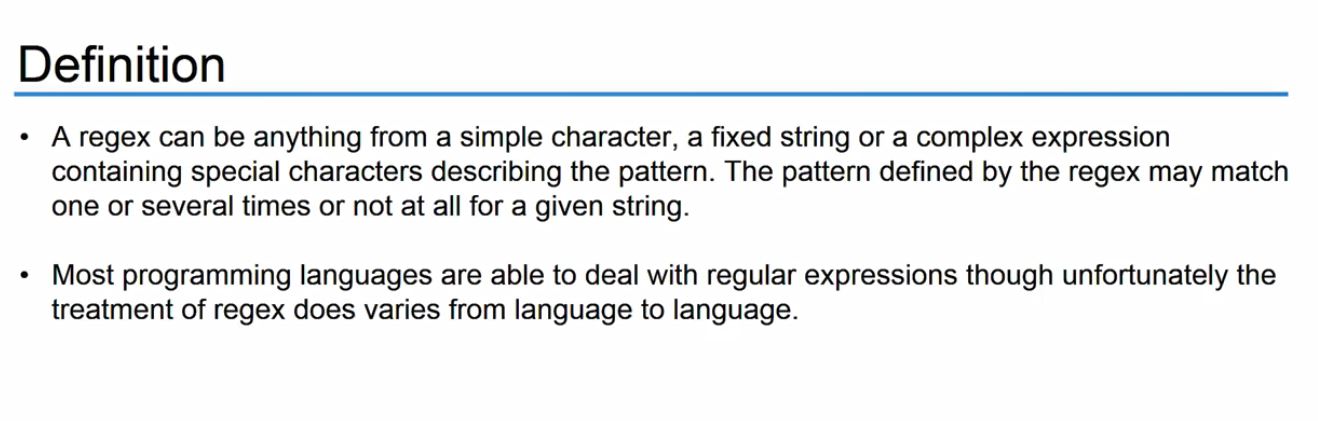 Definition
• A regex can be anything from a simple character, a fixed string or a complex expression
containing special characters describing the pattern. The pattern defined by the regex may match
one or several times or not at all for a given string.
• Most programming languages are able to deal with regular expressions though unfortunately the
treatment of regex does varies from language to language.